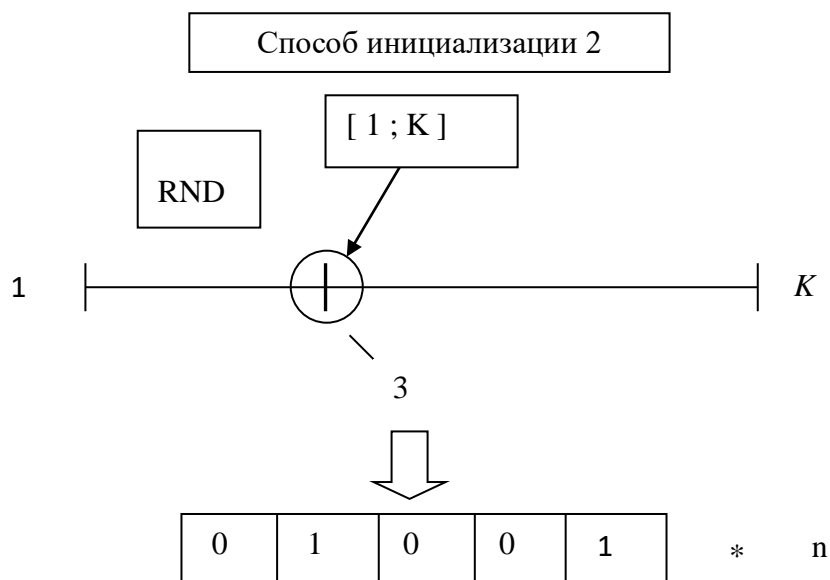 Способ инициализации 2
[ 1 ; K ]
RND
1 K
3
0 1 0 0 1 * n